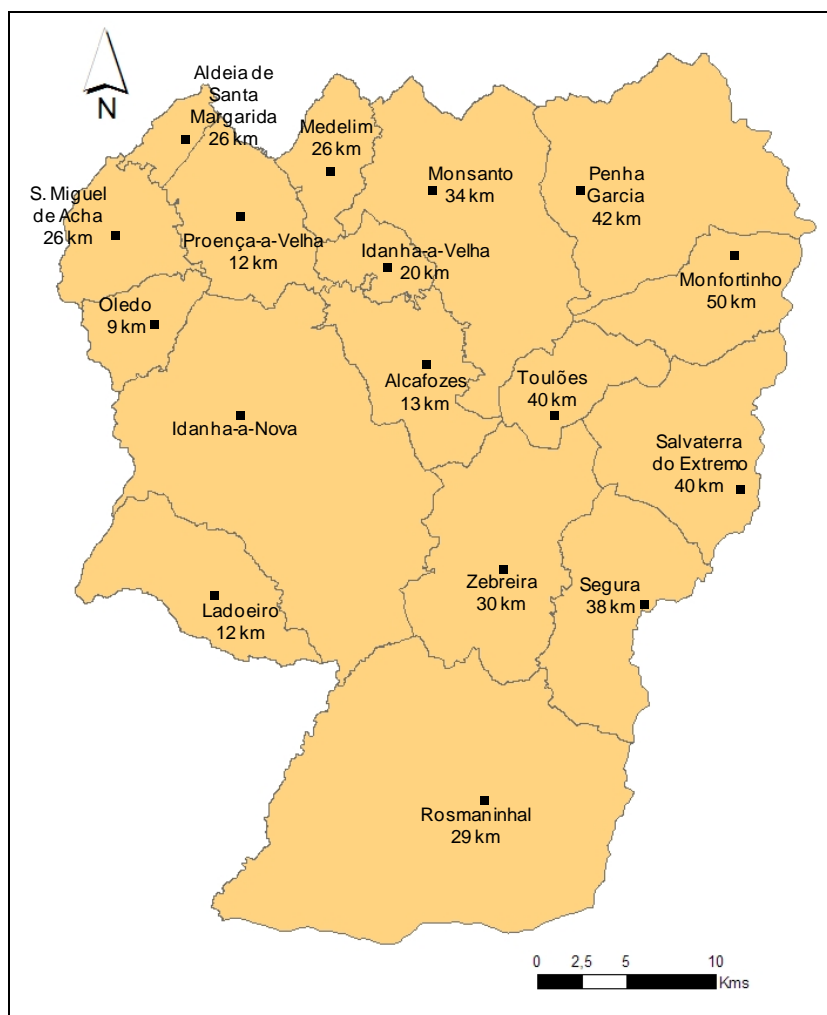 N
Aldeia de
Santa
Margarida
26 km
Medelim
26 km
Monsanto
34 km
Penha
Garcia
42 km
S. Miguel
de Acha
26 km
Proença-a-Velha
12 km
Idanha-a-Velha
20 km
Monfortinho
50 km
Oledo
9 km
Alcafozes
13 km
Toulões
40 km
Idanha-a-Nova
Salvaterra
do Extremo
40 km
Zebreira
30 km
Segura
38 km
Ladoeiro
12 km
Rosmaninhal
29 km
0 2,5 5 10
Kms